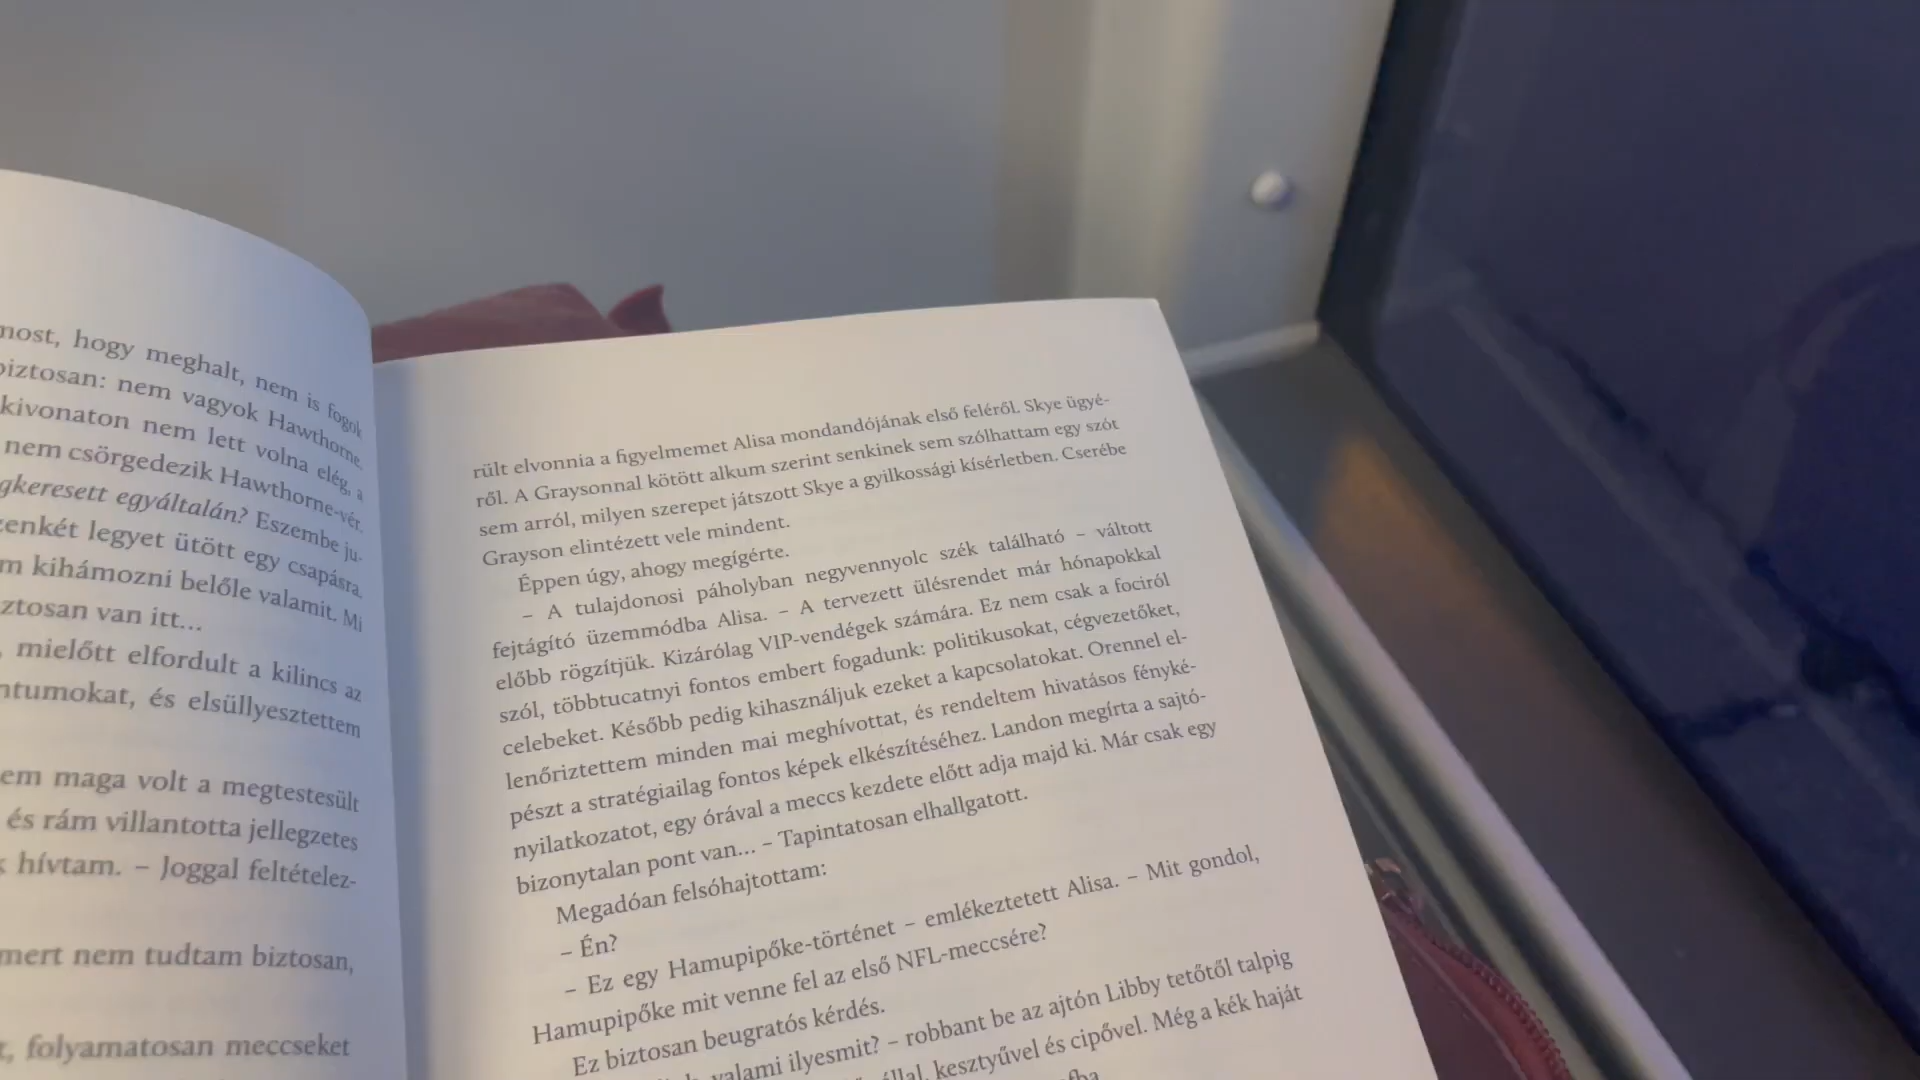 most, hogy meghalt, nem is fogok
biztosan: nem vagyok Hawthorne.
kivonaton nem lett volna elég, a
nem csörgedezik Hawthorne-vér.
gkeresett egyáltalán? Eszembe ju-
zenkét legyet ütött egy csapásra.
m kihámozni belőle valamit. Mi
ztosan van itt...
, mielőtt elfordult a kilincs az
ntumokat, és elsüllyesztettem
em maga volt a megtestesült
és rám villantotta jellegzetes
k hívtam. – Joggal feltételez-
mert nem tudtam biztosan,
t, folyamatosan meccseket
rült elvonnia a figyelmemet Alisa mondandójának első feléről. Skye ügyé-
ről. A Graysonnal kötött alkum szerint senkinek sem szólhattam egy szót
sem arról, milyen szerepet játszott Skye a gyilkossági kísérletben. Cserébe
Grayson elintézett vele mindent.
Éppen úgy, ahogy megígérte.
– A tulajdonosi páholyban negyvennyolc szék található – váltott
fejtágító üzemmódba Alisa. – A tervezett ülésrendet már hónapokkal
előbb rögzítjük. Kizárólag VIP-vendégek számára. Ez nem csak a fociról
szól, többtucatnyi fontos embert fogadunk: politikusokat, cégvezetőket,
celebeket. Később pedig kihasználjuk ezeket a kapcsolatokat. Orennel el-
lenőriztettem minden mai meghívottat, és rendeltem hivatásos fényké-
pészt a stratégiailag fontos képek elkészítéséhez. Landon megírta a sajtó-
nyilatkozatot, egy órával a meccs kezdete előtt adja majd ki. Már csak egy
bizonytalan pont van... – Tapintatosan elhallgatott.
Megadóan felsóhajtottam:
– Én?
– Ez egy Hamupipőke-történet – emlékeztetett Alisa. – Mit gondol,
Hamupipőke mit venne fel az első NFL-meccsére?
Ez biztosan beugratós kérdés.
valami ilyesmit? – robbant be az ajtón Libby tetőtől talpig
kesztyűvel és cipővel. Még a kék haját